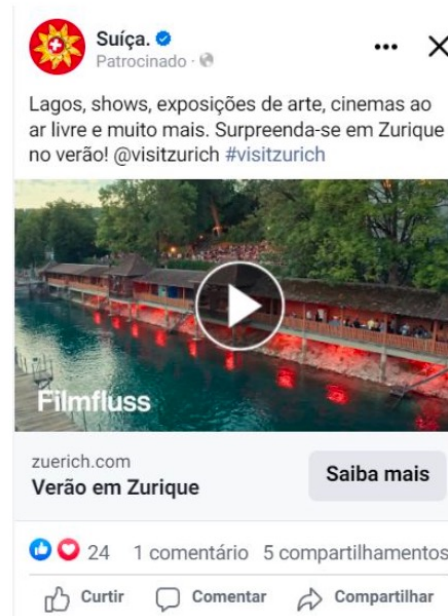 Suíça.
Patrocinado ·
Lagos, shows, exposições de arte, cinemas ao
ar livre e muito mais. Surpreenda-se em Zurique
no verão! @visitzurich #visitzurich
Filmfluss
zuerich.com
Verão em Zurique
Saiba mais
24 1 comentário 5 compartilhamentos
Curtir Comentar Compartilhar